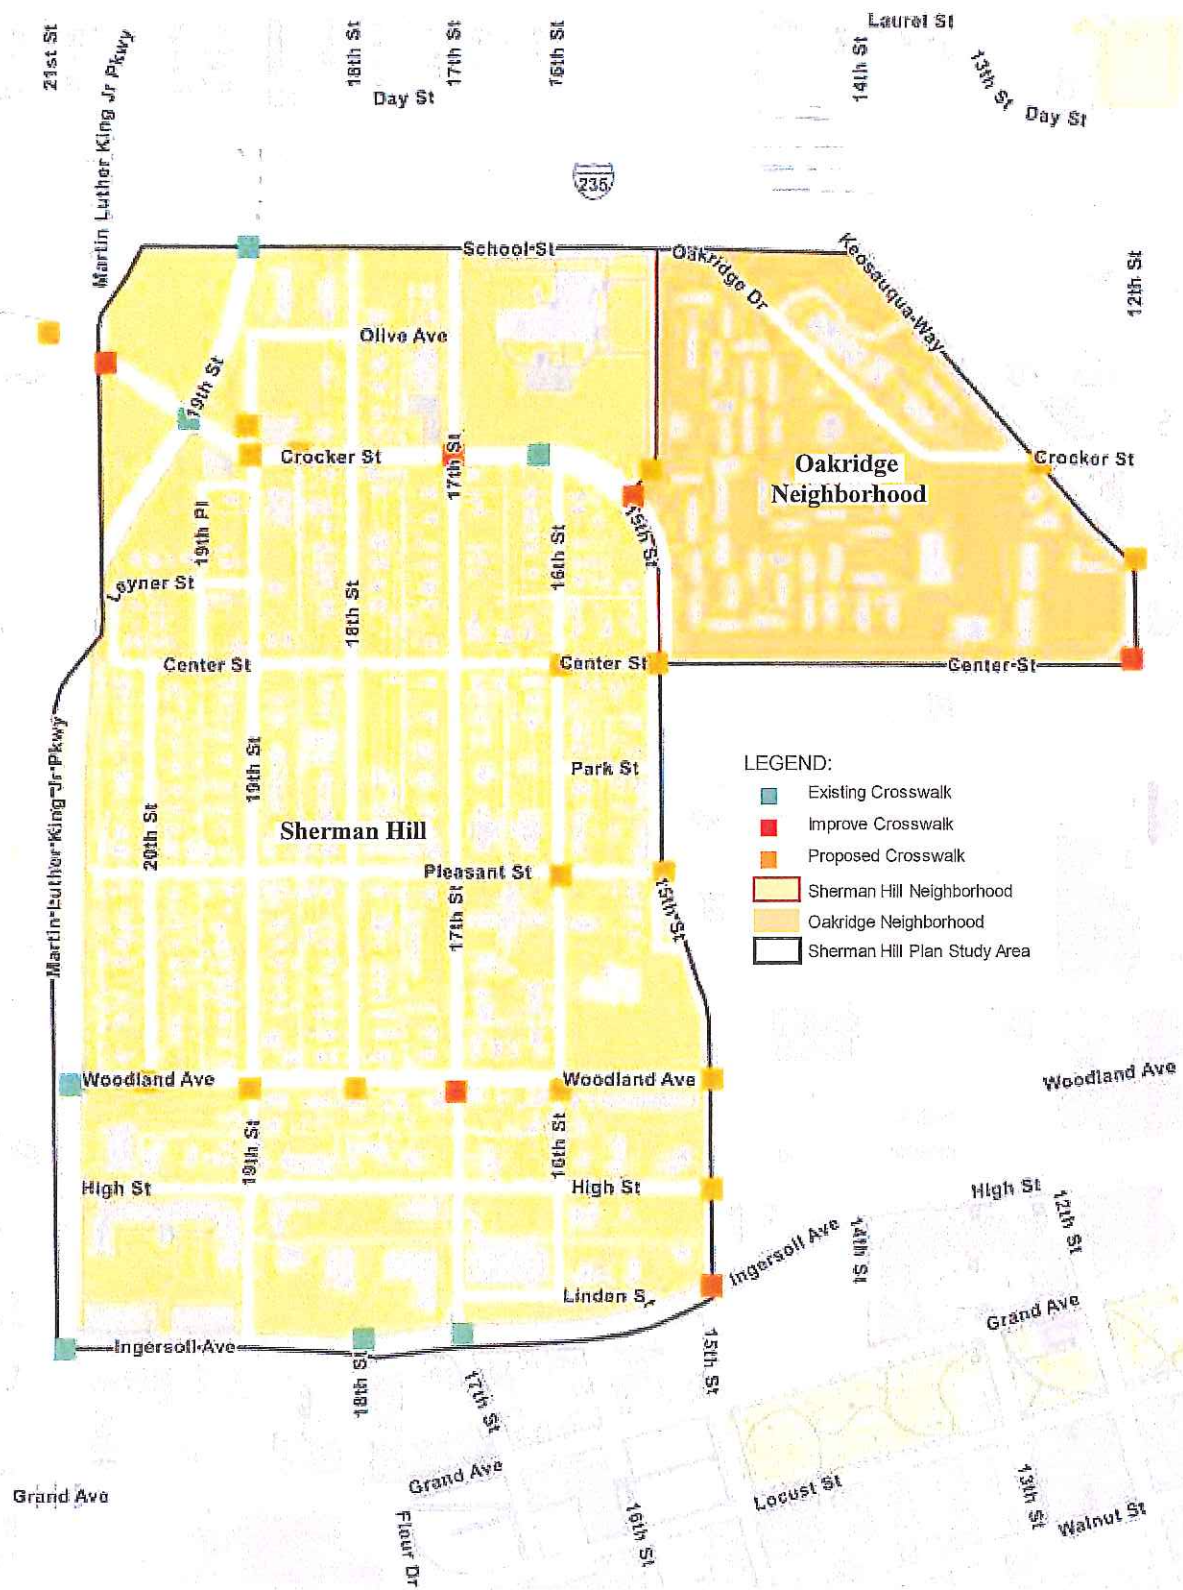 21st St
Martin Luther King Jr Pkwy
18th St
17th St
16th St
Day St
Laurel St
14th St
13th St
Day St
235
12th St
School St
Oakridge Dr
Keosauqua Way
Olive Ave
19th St
Crocker St
17th St
Oakridge
Neighborhood
Crocker St
19th Pl
16th St
15th St
Leyner St
18th St
Center St
Center St
Center St
Martin Luther King Jr Pkwy
19th St
20th St
Park St
Sherman Hill
Pleasant St
17th St
15th St
LEGEND:
Existing Crosswalk
Improve Crosswalk
Proposed Crosswalk
Sherman Hill Neighborhood
Oakridge Neighborhood
Sherman Hill Plan Study Area
Woodland Ave
Woodland Ave
Woodland Ave
19th St
16th St
High St
High St
High St
12th St
14th St
Ingersoll Ave
Linden S
Grand Ave
Ingersoll Ave
18th St
17th St
15th St
Grand Ave
Grand Ave
Fleur Dr
16th St
Locust St
13th St
Walnut St